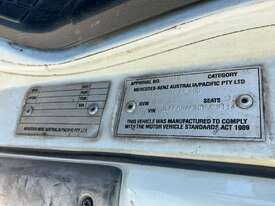 MERCEDES-BENZ AUSTRALIA/PACIFIC PTY LTD
APPROVAL NO. CATEGORY
MERCEDES-BENZ AUSTRALIA/PACIFIC PTY LTD
GVM SEATS
VIN
THIS VEHICLE WAS MANUFACTURED TO COMPLY
WITH THE MOTOR VEHICLE STANDARDS ACT 1989